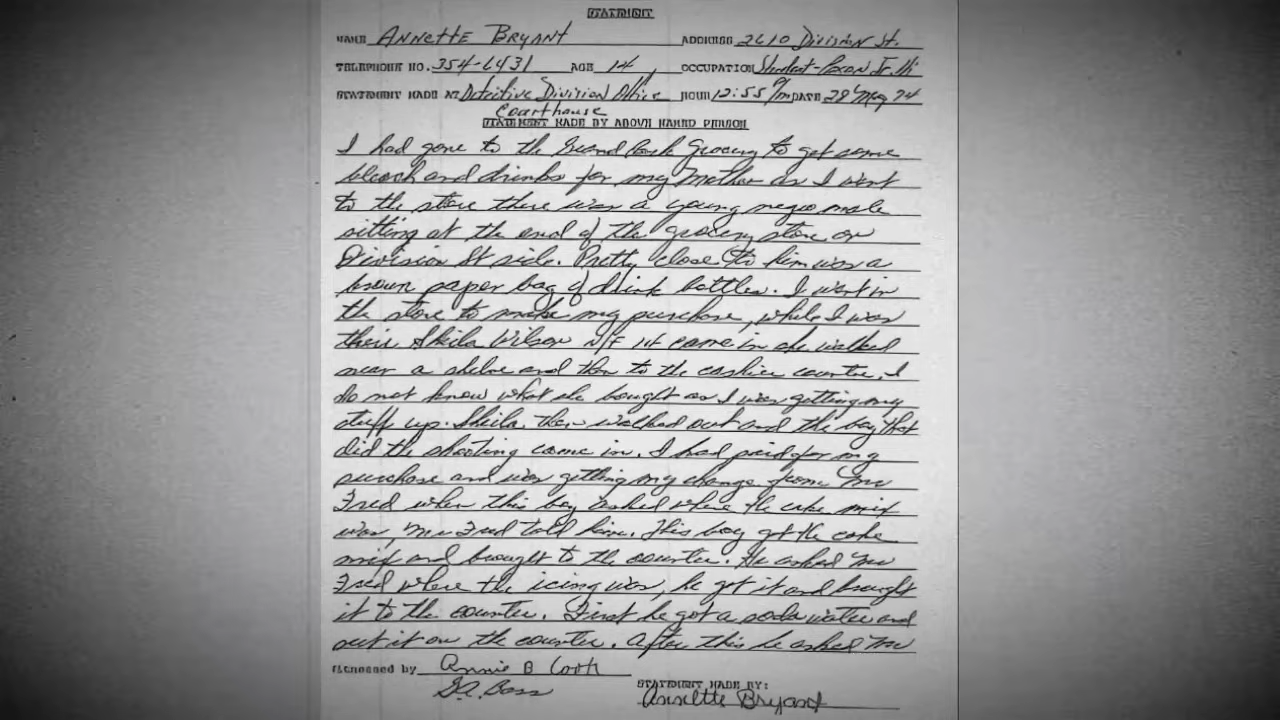 STATEMENT
NAME Annette Bryant ADDRESS 2610 Division St.
TELEPHONE NO. 354-6431 AGE 14, OCCUPATION Student-Paxon Jr. Hi
STATEMENT MADE AT Detective Division Office HOUR 12:55 P/m DATE 28 May 74
Courthouse
STATEMENT MADE BY ABOVE NAMED PERSON
I had gone to the Grand Park Grocery to get some
bleach and drinks for my Mother as I went
to the store there was a young negro male
sitting at the end of the grocery store on
Division St side. Pretty close to him was a
brown paper bag of drink bottles. I went in
the store to make my purchase, while I was
their Shila Wilson N/F 14 came in she walked
near a shelve and then to the cashier counter. I
do not know what she bought as I was getting my
stuff up. Shila then walked out and the boy that
did the shooting came in. I had paid for my
purchase and was getting my change from Mr
Fred when this boy asked where the cake mix
was, Mr Fred told him. This boy got the cake
mix and brought to the counter. He asked Mr
Fred where the icing was, he got it and brought
it to the counter. First he got a soda water and
set it on the counter. After this he asked Mr
Witnessed by Annie B Cook
Bass
STATEMENT MADE BY:
Annette Bryant